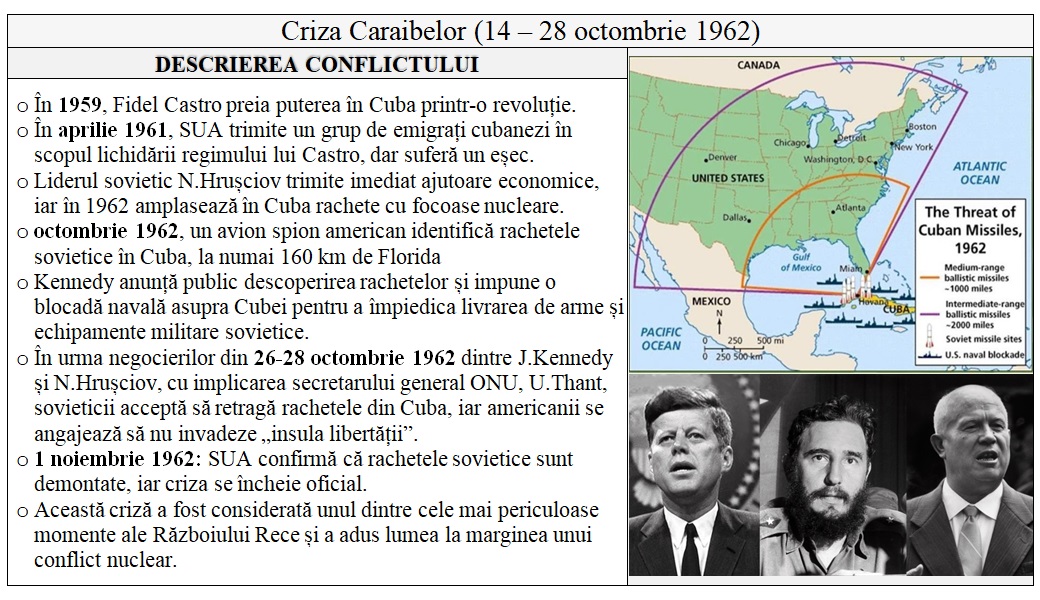 Criza Caraibelor (14 – 28 octombrie 1962)
DESCRIEREA CONFLICTULUI
o În 1959, Fidel Castro preia puterea în Cuba printr-o revoluție.
o În aprilie 1961, SUA trimite un grup de emigrați cubanezi în
scopul lichidării regimului lui Castro, dar suferă un eșec.
o Liderul sovietic N.Hrușciov trimite imediat ajutoare economice,
iar în 1962 amplasează în Cuba rachete cu focoase nucleare.
o octombrie 1962, un avion spion american identifică rachetele
sovietice în Cuba, la numai 160 km de Florida
o Kennedy anunță public descoperirea rachetelor și impune o
blocadă navală asupra Cubei pentru a împiedica livrarea de arme și
echipamente militare sovietice.
o În urma negocierilor din 26-28 octombrie 1962 dintre J.Kennedy
și N.Hrușciov, cu implicarea secretarului general ONU, U.Thant,
sovieticii acceptă să retragă rachetele din Cuba, iar americanii se
angajează să nu invadeze „insula libertății”.
o 1 noiembrie 1962: SUA confirmă că rachetele sovietice sunt
demontate, iar criza se încheie oficial.
o Această criză a fost considerată unul dintre cele mai periculoase
momente ale Războiului Rece și a adus lumea la marginea unui
conflict nuclear.
CANADA
Boston
Chicago
Detroit
New York
Denver
Washington, D.C.
UNITED STATES
ATLANTIC
OCEAN
Dallas
Atlanta
Gulf
of Mexico
Miami
Havana
CUBA
MEXICO
PACIFIC
OCEAN
N
0 250 500 mi
0 250 500 km
The Threat of
Cuban Missiles,
1962
Medium-range
ballistic missiles
~1000 miles
Intermediate-range
ballistic missiles
~2000 miles
Soviet missile sites
U.S. naval blockade